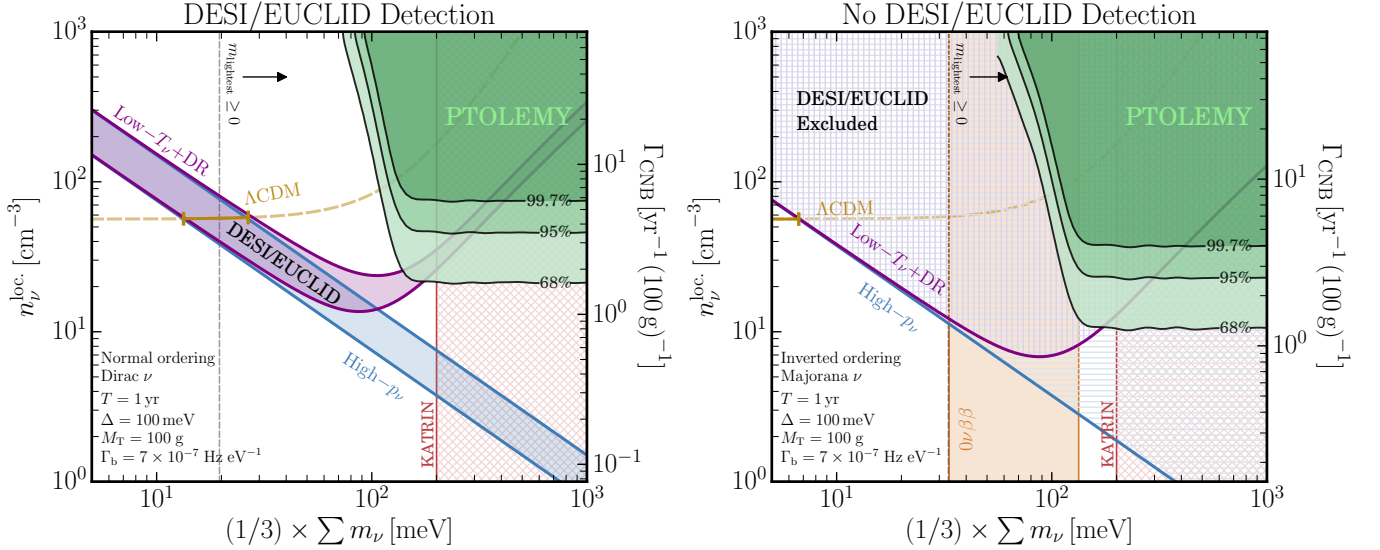 DESI/EUCLID Detection
10³
10²
10¹
10⁰
n_ν^loc. [cm⁻³]
m_lightest ≥ 0
PTOLEMY
Low−T_ν+DR
ΛCDM
DESI/EUCLID
High−p_ν
99.7%
95%
68%
KATRIN
Normal ordering
Dirac ν
T = 1 yr
Δ = 100 meV
M_T = 100 g
Γ_b = 7 × 10⁻⁷ Hz eV⁻¹
10¹
10⁰
10⁻¹
Γ_CNB [yr⁻¹ (100 g)⁻¹]
10¹
10²
10³
(1/3) × ∑ m_ν [meV]
No DESI/EUCLID Detection
10³
10²
10¹
10⁰
n_ν^loc. [cm⁻³]
m_lightest ≥ 0
DESI/EUCLID
Excluded
PTOLEMY
ΛCDM
Low−T_ν+DR
High−p_ν
99.7%
95%
68%
0νββ
KATRIN
Inverted ordering
Majorana ν
T = 1 yr
Δ = 100 meV
M_T = 100 g
Γ_b = 7 × 10⁻⁷ Hz eV⁻¹
10¹
10⁰
Γ_CNB [yr⁻¹ (100 g)⁻¹]
10¹
10²
10³
(1/3) × ∑ m_ν [meV]